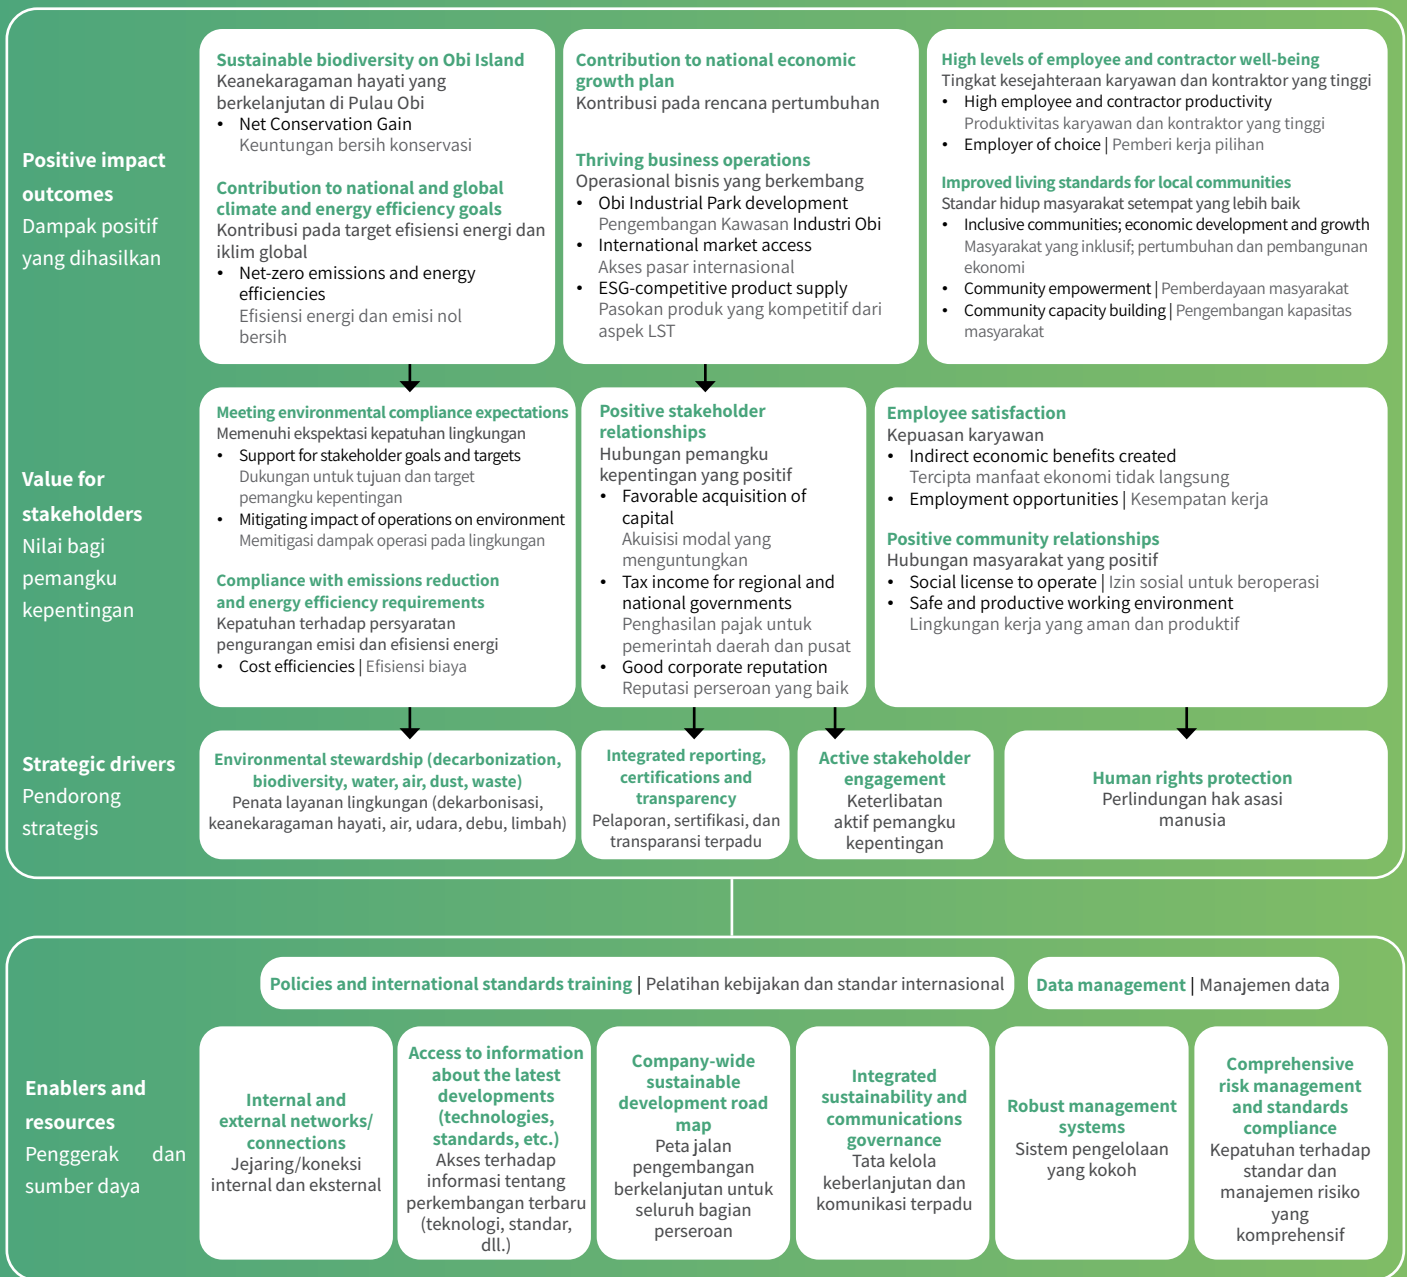 Positive impact
outcomes
Dampak positif
yang dihasilkan
Sustainable biodiversity on Obi Island
Keanekaragaman hayati yang
berkelanjutan di Pulau Obi
• Net Conservation Gain
Keuntungan bersih konservasi
Contribution to national and global
climate and energy efficiency goals
Kontribusi pada target efisiensi energi dan
iklim global
• Net-zero emissions and energy
efficiencies
Efisiensi energi dan emisi nol
bersih
Contribution to national economic
growth plan
Kontribusi pada rencana pertumbuhan
Thriving business operations
Operasional bisnis yang berkembang
• Obi Industrial Park development
Pengembangan Kawasan Industri Obi
• International market access
Akses pasar internasional
• ESG-competitive product supply
Pasokan produk yang kompetitif dari
aspek LST
High levels of employee and contractor well-being
Tingkat kesejahteraan karyawan dan kontraktor yang tinggi
• High employee and contractor productivity
Produktivitas karyawan dan kontraktor yang tinggi
• Employer of choice | Pemberi kerja pilihan
Improved living standards for local communities
Standar hidup masyarakat setempat yang lebih baik
• Inclusive communities; economic development and growth
Masyarakat yang inklusif; pertumbuhan dan pembangunan
ekonomi
• Community empowerment | Pemberdayaan masyarakat
• Community capacity building | Pengembangan kapasitas
masyarakat
Value for
stakeholders
Nilai bagi
pemangku
kepentingan
Meeting environmental compliance expectations
Memenuhi ekspektasi kepatuhan lingkungan
• Support for stakeholder goals and targets
Dukungan untuk tujuan dan target
pemangku kepentingan
• Mitigating impact of operations on environment
Memitigasi dampak operasi pada lingkungan
Compliance with emissions reduction
and energy efficiency requirements
Kepatuhan terhadap persyaratan
pengurangan emisi dan efisiensi energi
• Cost efficiencies | Efisiensi biaya
Positive stakeholder
relationships
Hubungan pemangku
kepentingan yang positif
• Favorable acquisition of
capital
Akuisisi modal yang
menguntungkan
• Tax income for regional and
national governments
Penghasilan pajak untuk
pemerintah daerah dan pusat
• Good corporate reputation
Reputasi perseroan yang baik
Employee satisfaction
Kepuasan karyawan
• Indirect economic benefits created
Tercipta manfaat ekonomi tidak langsung
• Employment opportunities | Kesempatan kerja
Positive community relationships
Hubungan masyarakat yang positif
• Social license to operate | Izin sosial untuk beroperasi
• Safe and productive working environment
Lingkungan kerja yang aman dan produktif
Strategic drivers
Pendorong
strategis
Environmental stewardship (decarbonization,
biodiversity, water, air, dust, waste)
Penata layanan lingkungan (dekarbonisasi,
keanekaragaman hayati, air, udara, debu, limbah)
Integrated reporting,
certifications and
transparency
Pelaporan, sertifikasi, dan
transparansi terpadu
Active stakeholder
engagement
Keterlibatan
aktif pemangku
kepentingan
Human rights protection
Perlindungan hak asasi
manusia
Policies and international standards training | Pelatihan kebijakan dan standar internasional
Data management | Manajemen data
Enablers and
resources
Penggerak dan
sumber daya
Internal and
external networks/
connections
Jejaring/koneksi
internal dan eksternal
Access to information
about the latest
developments
(technologies,
standards, etc.)
Akses terhadap
informasi tentang
perkembangan terbaru
(teknologi, standar,
dll.)
Company-wide
sustainable
development road
map
Peta jalan
pengembangan
berkelanjutan untuk
seluruh bagian
perseroan
Integrated
sustainability and
communications
governance
Tata kelola
keberlanjutan dan
komunikasi terpadu
Robust management
systems
Sistem pengelolaan
yang kokoh
Comprehensive
risk management
and standards
compliance
Kepatuhan terhadap
standar dan
manajemen risiko
yang
komprehensif